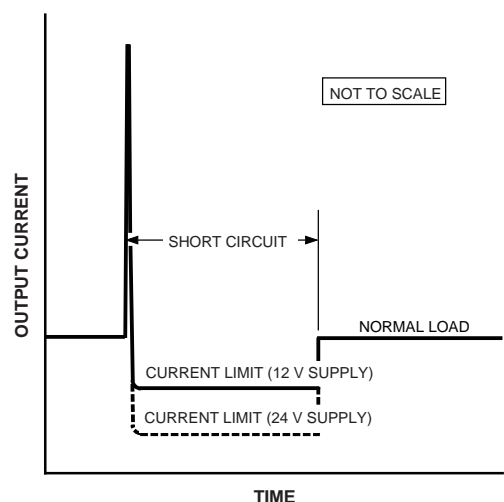 NOT TO SCALE
OUTPUT CURRENT
SHORT CIRCUIT
NORMAL LOAD
CURRENT LIMIT (12 V SUPPLY)
CURRENT LIMIT (24 V SUPPLY)
TIME